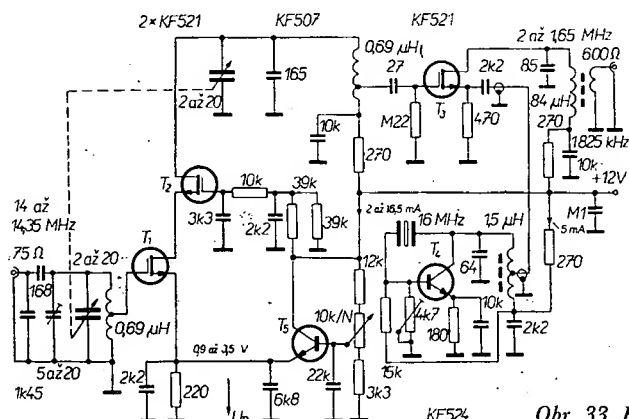 2×KF521 KF507 KF521 2 až 1,65 MHz
0,69 μH 600Ω
27 2k2 85
2 až 20 165 T₃ 84 μH
10k M22 470 270
270 1825 kHz
10k
+12V
T₂ 10k 39k
14 až 3k3 2k2 39k 2 až 16,5 mA 16 MHz 1,5 μH M1
14,35 MHz T₁ 5 mA
75 Ω 2 až 20 12k T₄ 64 270
168 10k/N 4k7 10k
0,69 μH T₅ 180 2k2
5 až 20 0,9 až 3,5 V 15k
1k45 2k2 220 6k8 22k 3k3
KF524 Obr. 33.